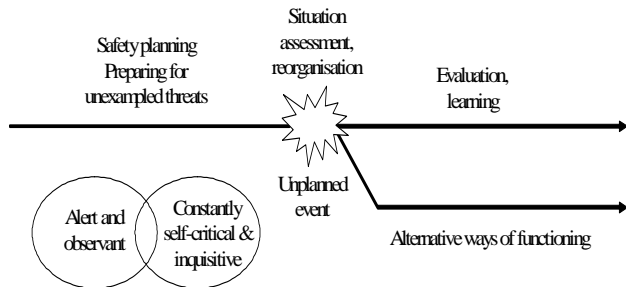 Safety planning
Preparing for
unexampled threats
Situation
assessment,
reorganisation
Evaluation,
learning
Unplanned
event
Alert and
observant
Constantly
self-critical &
inquisitive
Alternative ways of functioning